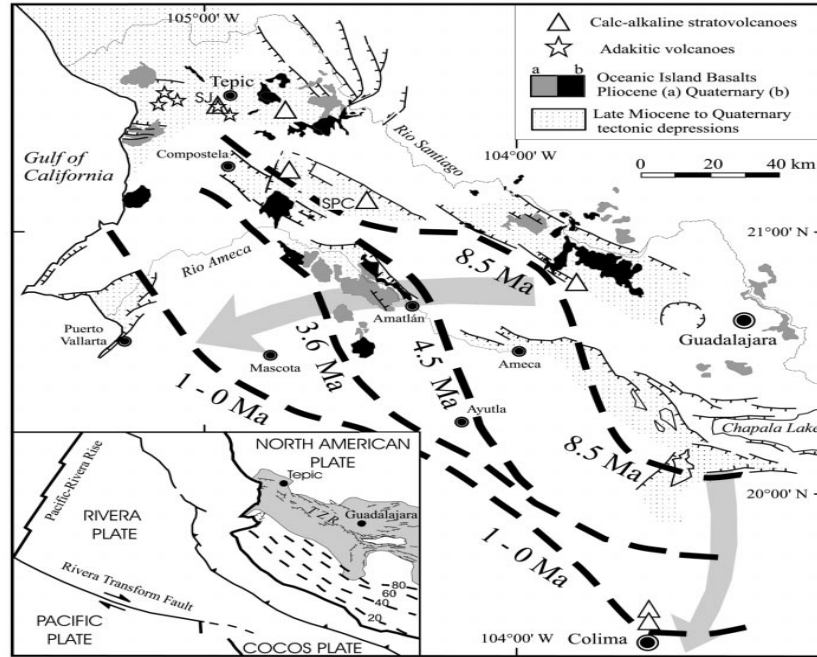 105°00' W
Calc-alkaline stratovolcanoes
Adakitic volcanoes
a b
Oceanic Island Basalts
Pliocene (a) Quaternary (b)
Late Miocene to Quaternary
tectonic depressions
Tepic
SJ
Gulf of
California
Compostela
Rio Santiago
104°00 W
0 20 40 km
SPC
21°00 N
Rio Ameca
8.5 Ma
Puerto
Vallarta
Amatlán
Guadalajara
3.6 Ma
Mascota
4.5 Ma
Ameca
1 - 0 Ma
Ayutla
Chapala Lake
8.5 Ma
20°00 N
1 - 0 Ma
104°00' W
Colima
NORTH AMERICAN
PLATE
Tepic
Pacific-Rivera Rise
Guadalajara
TZR
RIVERA
PLATE
Rivera Transform Fault
80
60
40
20
PACIFIC
PLATE
COCOS PLATE